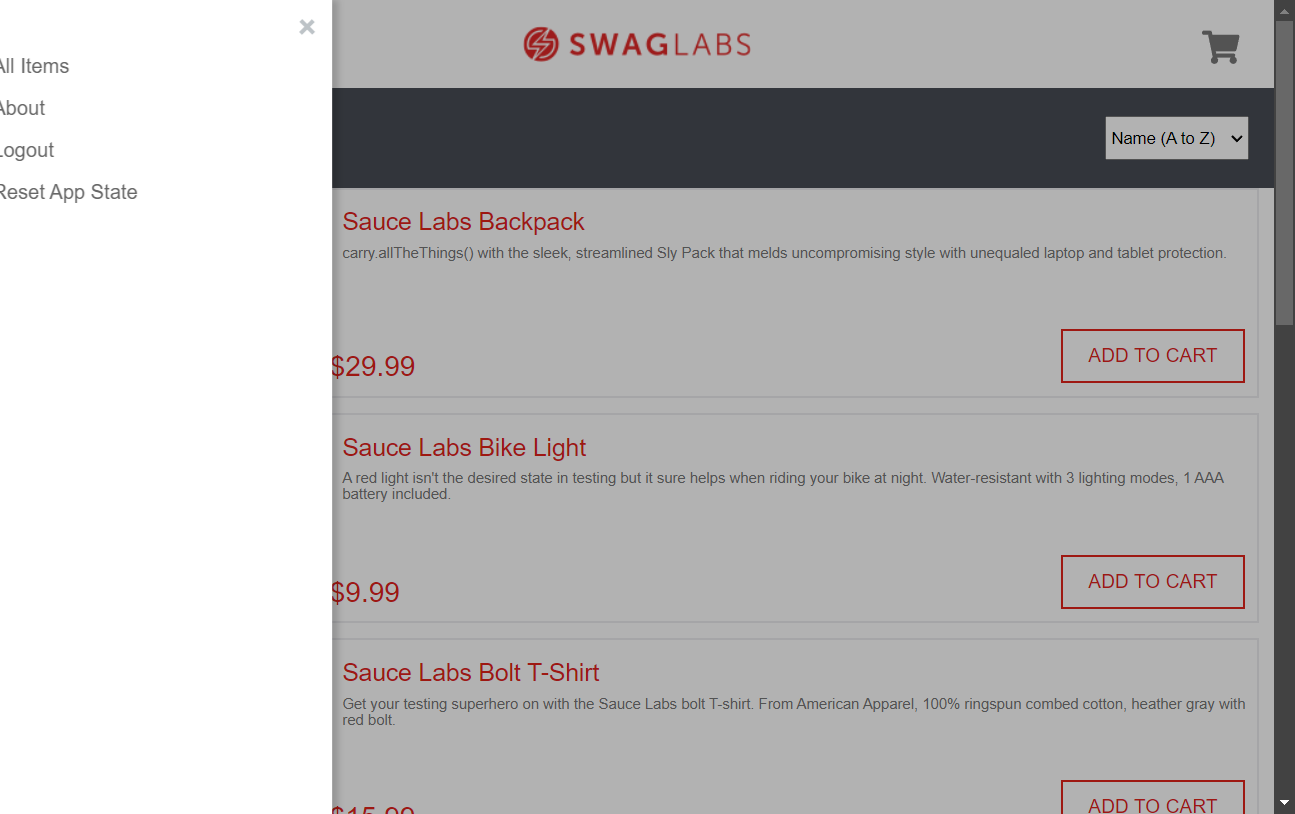 All Items
About
Logout
Reset App State
SWAGLABS
Name (A to Z)
Sauce Labs Backpack
carry.allTheThings() with the sleek, streamlined Sly Pack that melds uncompromising style with unequaled laptop and tablet protection.
$29.99
ADD TO CART
Sauce Labs Bike Light
A red light isn't the desired state in testing but it sure helps when riding your bike at night. Water-resistant with 3 lighting modes, 1 AAA
battery included.
$9.99
ADD TO CART
Sauce Labs Bolt T-Shirt
Get your testing superhero on with the Sauce Labs bolt T-shirt. From American Apparel, 100% ringspun combed cotton, heather gray with
red bolt.
$15.99
ADD TO CART